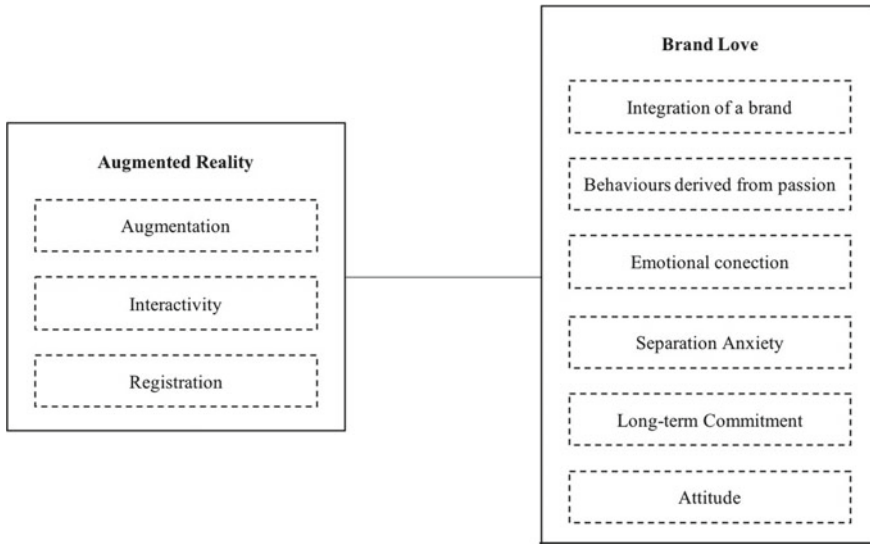 Augmented Reality
Augmentation
Interactivity
Registration
Brand Love
Integration of a brand
Behaviours derived from passion
Emotional conection
Separation Anxiety
Long-term Commitment
Attitude